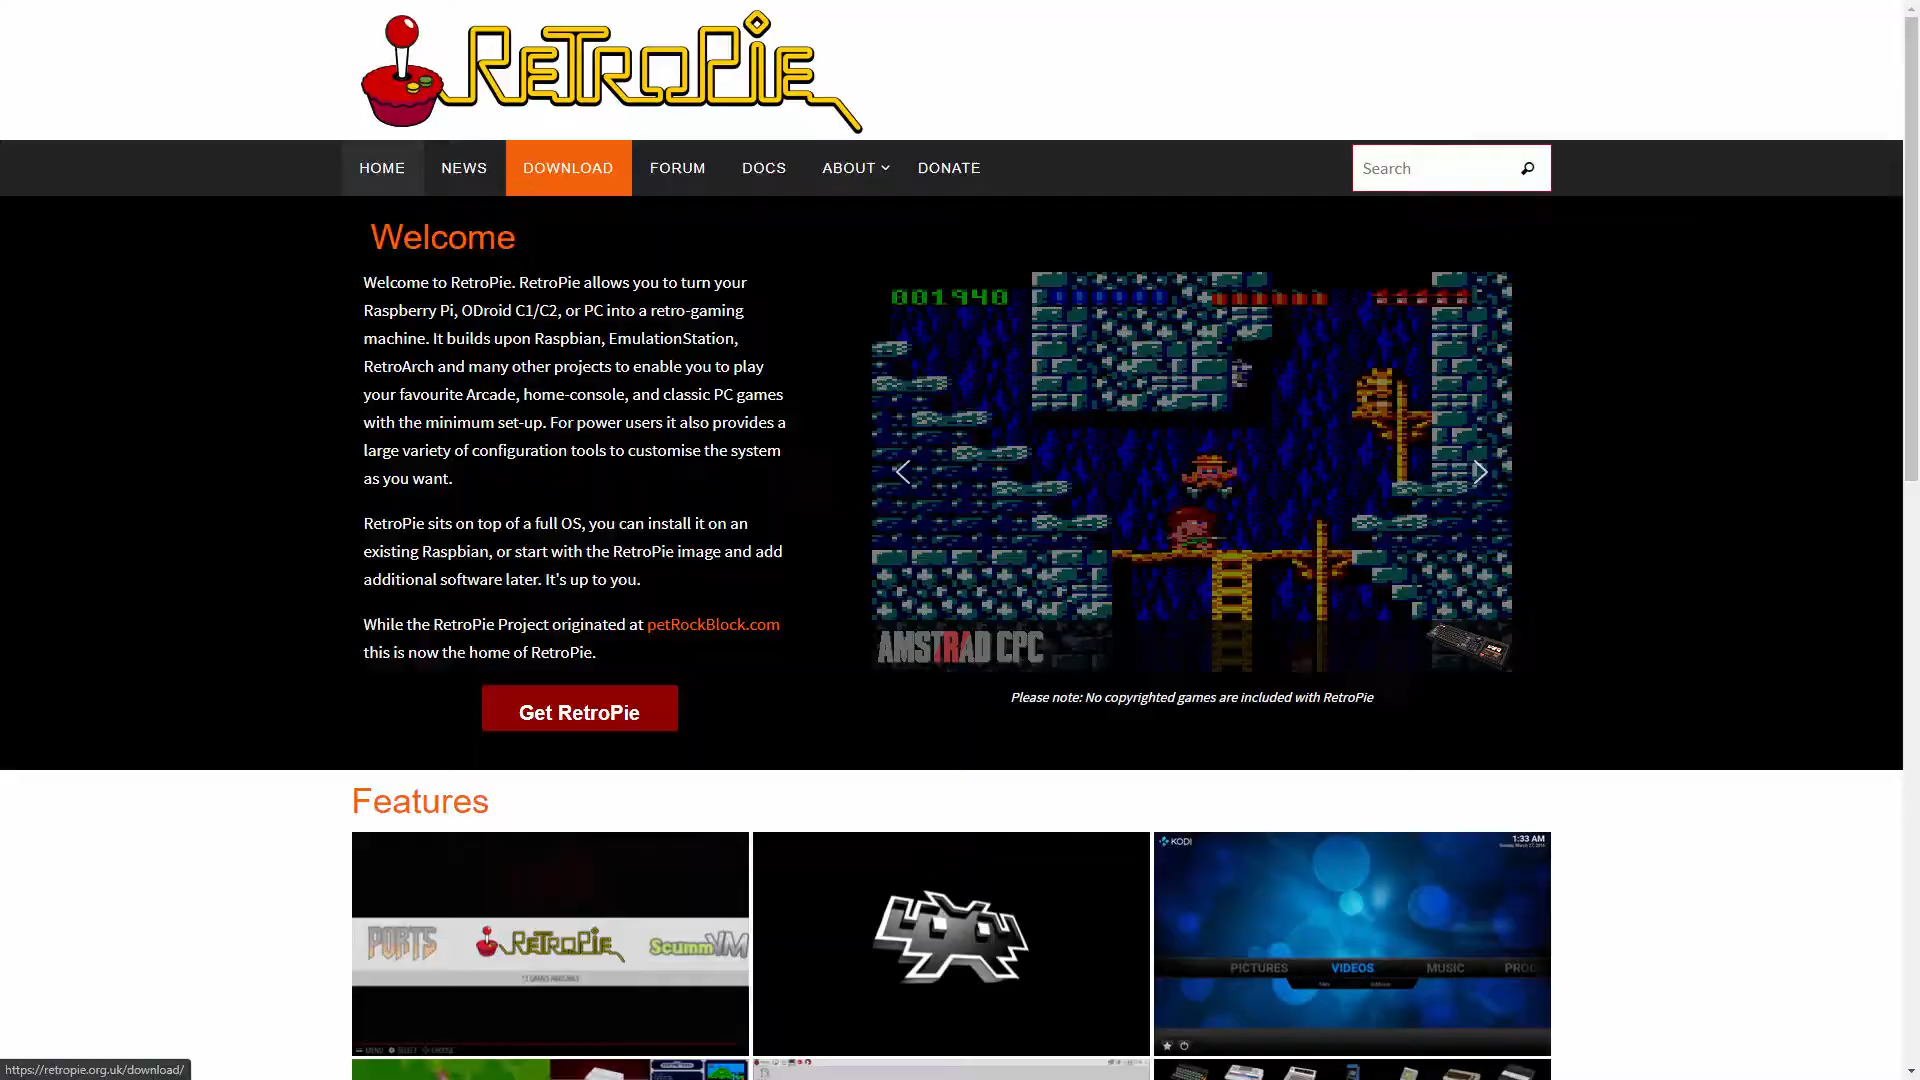 RETROPIE
HOME NEWS DOWNLOAD FORUM DOCS ABOUT DONATE
Search
Welcome
Welcome to RetroPie. RetroPie allows you to turn your
Raspberry Pi, ODroid C1/C2, or PC into a retro-gaming
machine. It builds upon Raspbian, EmulationStation,
RetroArch and many other projects to enable you to play
your favourite Arcade, home-console, and classic PC games
with the minimum set-up. For power users it also provides a
large variety of configuration tools to customise the system
as you want.
RetroPie sits on top of a full OS, you can install it on an
existing Raspbian, or start with the RetroPie image and add
additional software later. It's up to you.
While the RetroPie Project originated at petRockBlock.com
this is now the home of RetroPie.
Get RetroPie
001940
AMSTRAD CPC
Please note: No copyrighted games are included with RetroPie
Features
PORTS
RETROPIE
ScummVM
MENU SELECT CHOOSE
KODI
1:33 AM
PICTURES VIDEOS MUSIC PROG
https://retropie.org.uk/download/